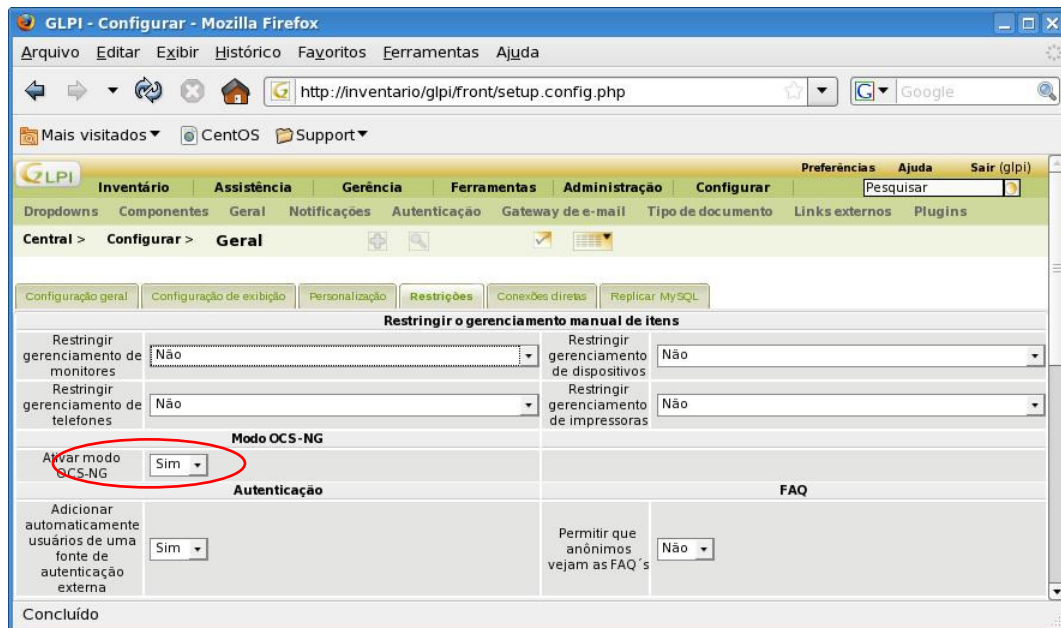 GLPI - Configurar - Mozilla Firefox
Arquivo Editar Exibir Histórico Favoritos Ferramentas Ajuda
http://inventario/glpi/front/setup.config.php
G Google
Mais visitados CentOS Support
GLPI
Preferências Ajuda Sair (glpi)
Inventário Assistência Gerência Ferramentas Administração Configurar Pesquisar
Dropdowns Componentes Geral Notificações Autenticação Gateway de e-mail Tipo de documento Links externos Plugins
Central > Configurar > Geral
Configuração geral Configuração de exibição Personalização Restrições Conexões diretas Replicar MySQL
Restringir o gerenciamento manual de itens
Restringir
gerenciamento de
monitores
Não
Restringir
gerenciamento
de dispositivos
Não
Restringir
gerenciamento de
telefones
Não
Restringir
gerenciamento
de impressoras
Não
Modo OCS-NG
Ativar modo
OCS-NG
Sim
Autenticação FAQ
Adicionar
automaticamente
usuários de uma
fonte de
autenticação
externa
Sim
Permitir que
anônimos
vejam as FAQ´s
Não
Concluído